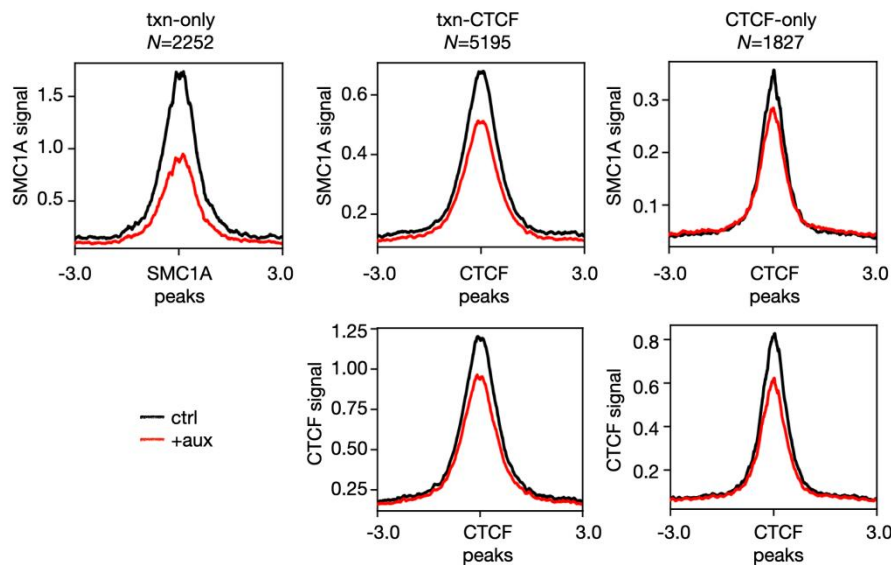 txn-only
N=2252
txn-CTCF
N=5195
CTCF-only
N=1827
SMC1A signal
1.5
1.0
0.5
-3.0
SMC1A
peaks
3.0
SMC1A signal
0.6
0.4
0.2
-3.0
CTCF
peaks
3.0
SMC1A signal
0.3
0.2
0.1
-3.0
CTCF
peaks
3.0
ctrl
+aux
CTCF signal
1.25
1.00
0.75
0.50
0.25
-3.0
CTCF
peaks
3.0
CTCF signal
0.8
0.6
0.4
0.2
-3.0
CTCF
peaks
3.0